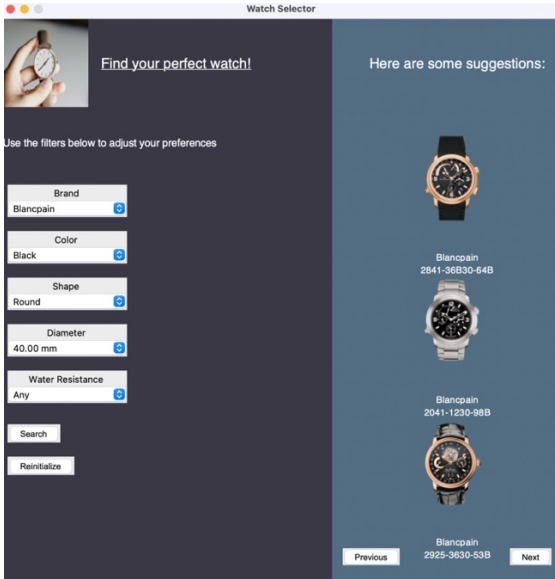 Watch Selector
Find your perfect watch!
Use the filters below to adjust your preferences
Brand
Blancpain
Color
Black
Shape
Round
Diameter
40.00 mm
Water Resistance
Any
Search
Reinitialize
Here are some suggestions:
Blancpain
2841-36B30-64B
Blancpain
2041-1230-98B
Blancpain
2925-3630-53B
Previous
Next